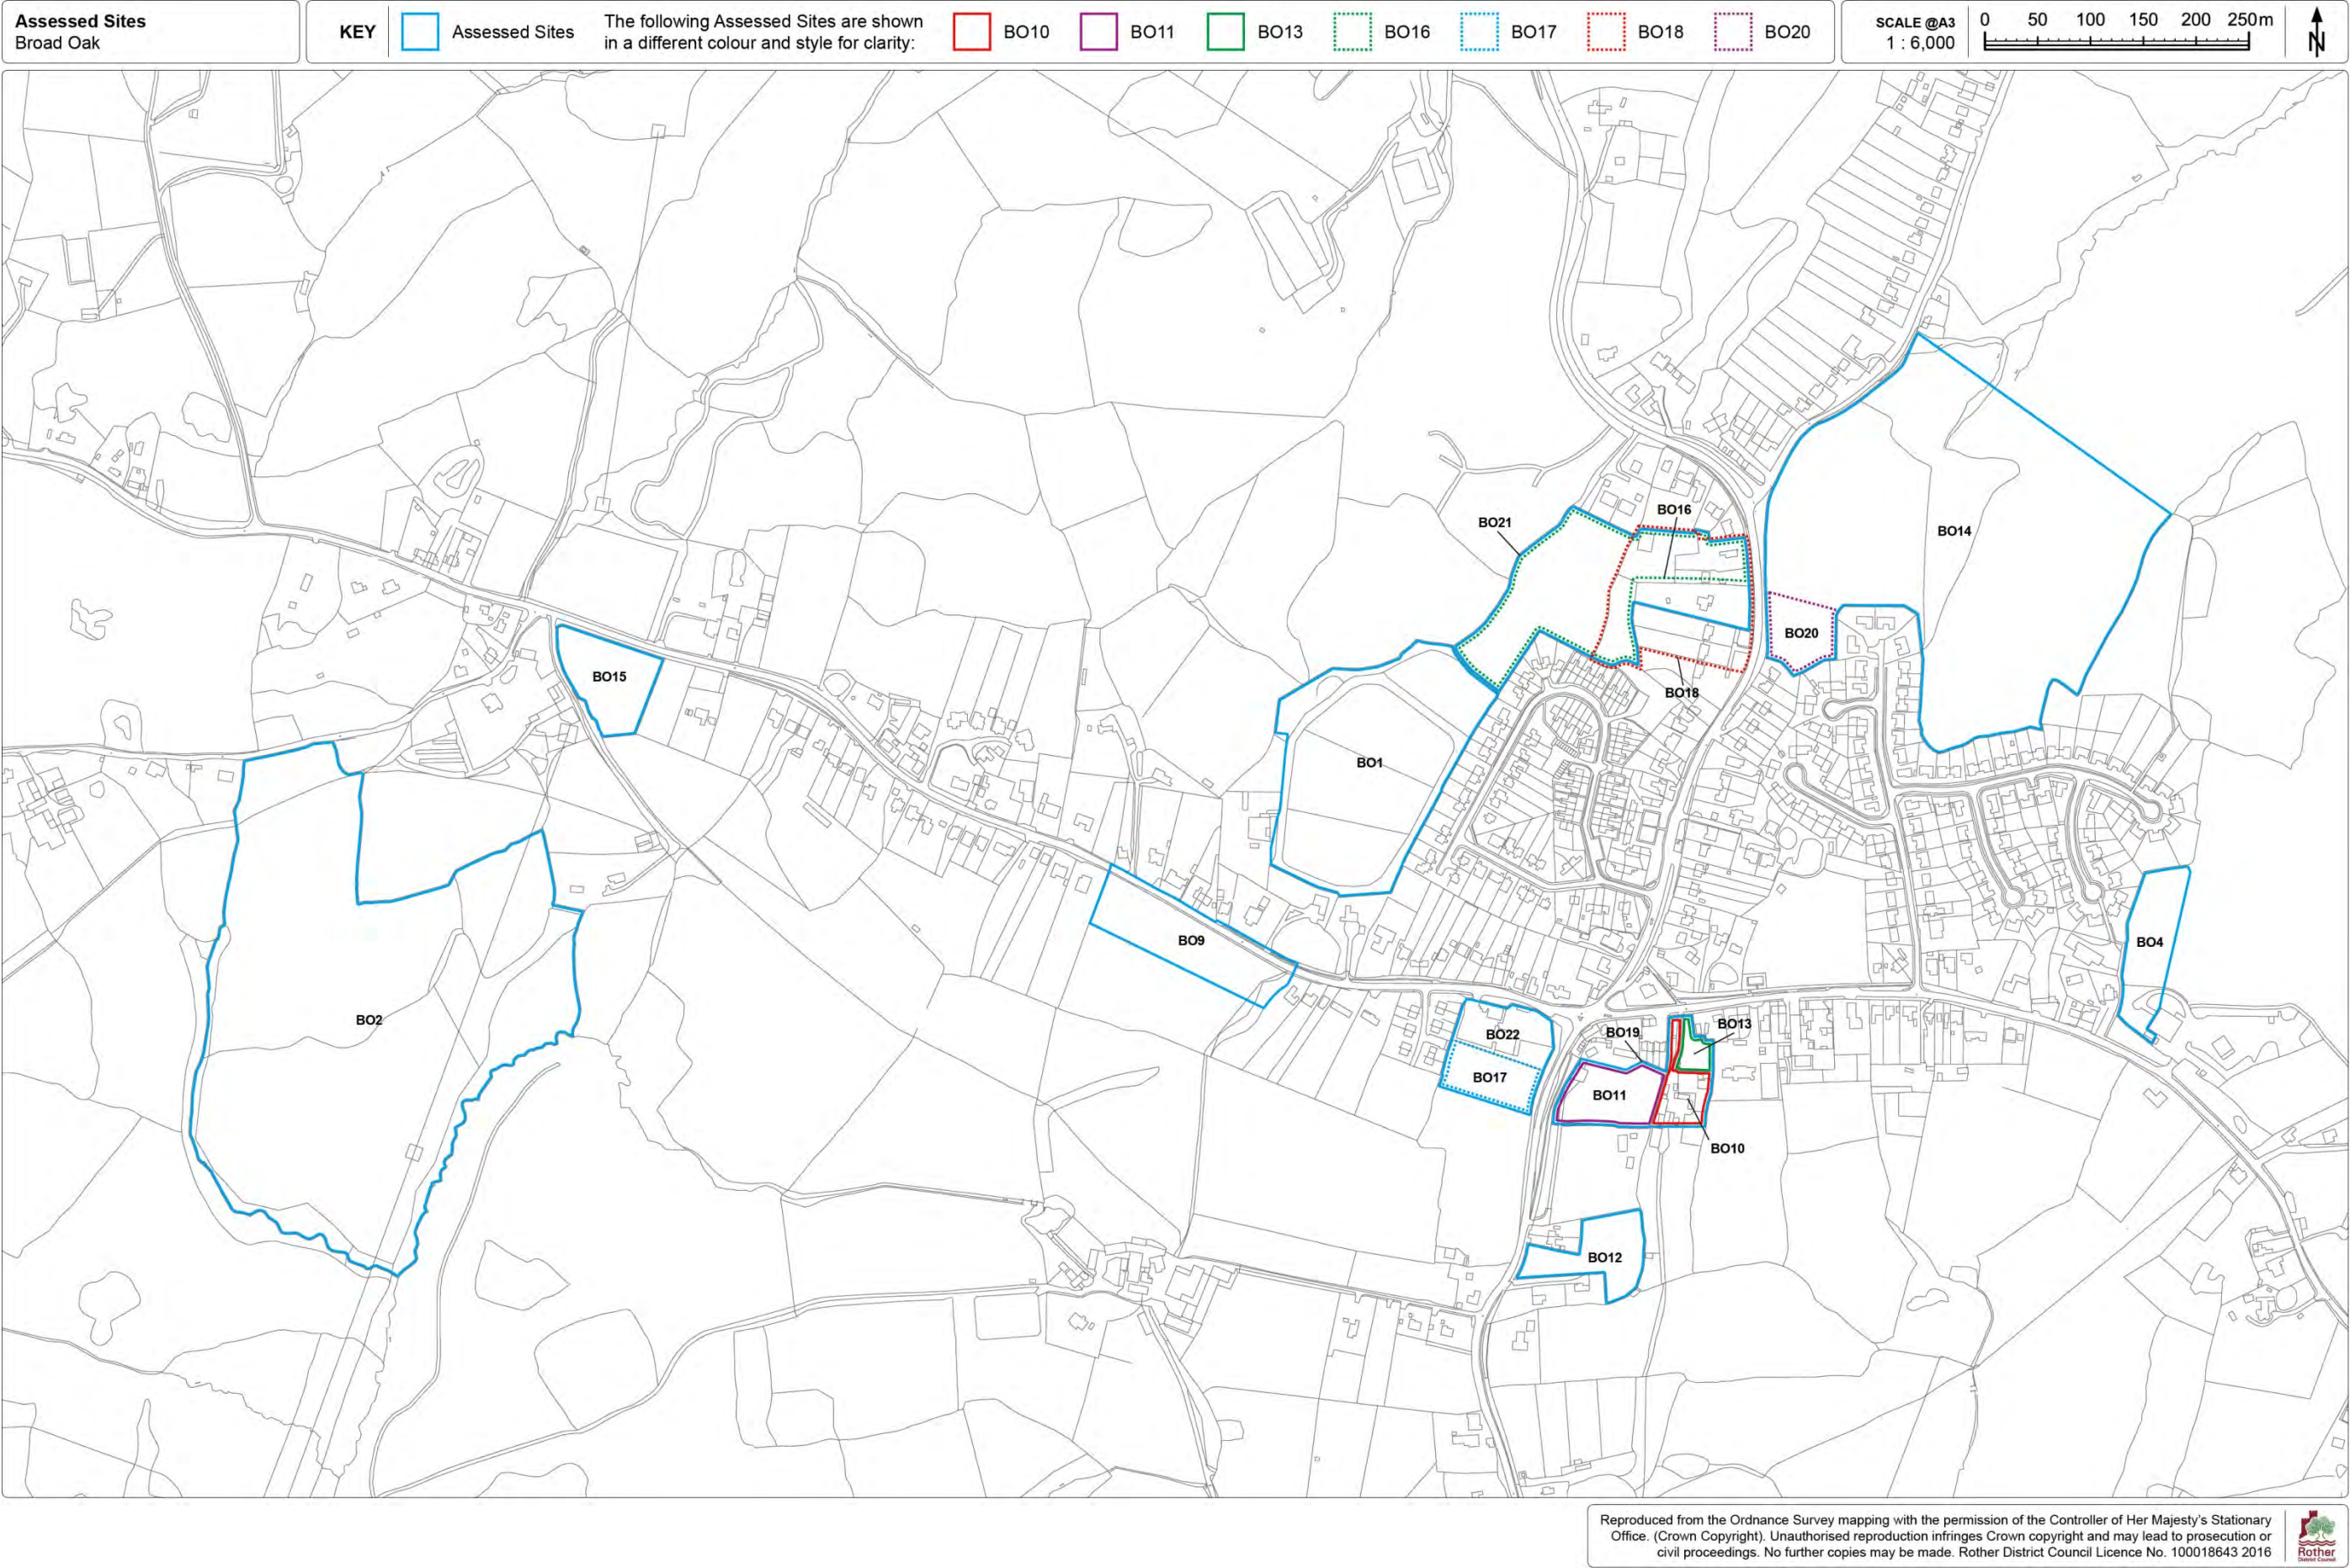 Assessed Sites
Broad Oak
KEY
Assessed Sites
The following Assessed Sites are shown
in a different colour and style for clarity:
BO10
BO11
BO13
BO16
BO17
BO18
BO20
SCALE @A3
1 : 6,000
0 50 100 150 200 250m
N
BO16
BO21
BO14
BO20
BO15
BO18
BO1
BO9
BO4
BO2
BO22
BO19
BO13
BO17
BO11
BO10
BO12
Reproduced from the Ordnance Survey mapping with the permission of the Controller of Her Majesty's Stationary
Office. (Crown Copyright). Unauthorised reproduction infringes Crown copyright and may lead to prosecution or
civil proceedings. No further copies may be made. Rother District Council Licence No. 100018643 2016
Rother
District Council